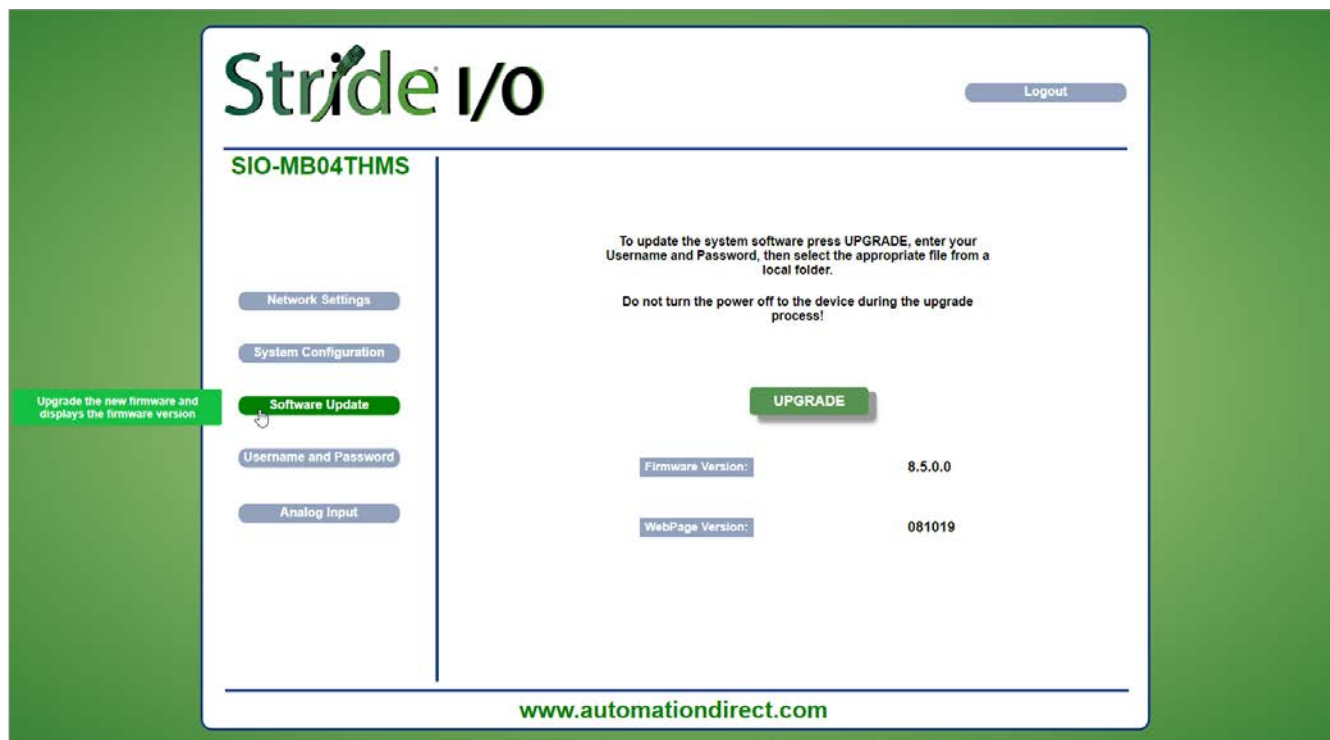 Stride I/O
Logout
SIO-MB04THMS
To update the system software press UPGRADE, enter your
Username and Password, then select the appropriate file from a
local folder.
Do not turn the power off to the device during the upgrade
process!
Network Settings
System Configuration
Upgrade the new firmware and
displays the firmware version
Software Update
UPGRADE
Username and Password
Firmware Version:
8.5.0.0
Analog Input
WebPage Version:
081019
www.automationdirect.com